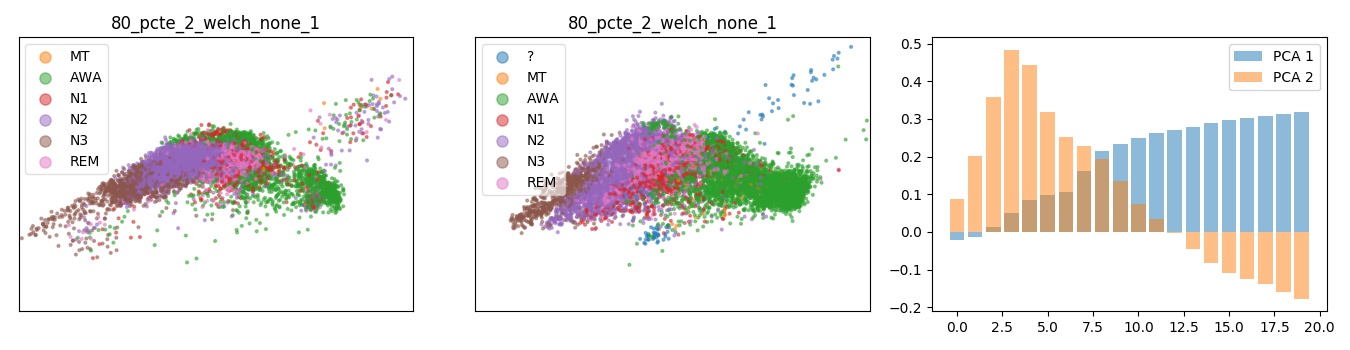 80_pcte_2_welch_none_1
MT
AWA
N1
N2
N3
REM
80_pcte_2_welch_none_1
?
MT
AWA
N1
N2
N3
REM
PCA 1
PCA 2
0.5
0.4
0.3
0.2
0.1
0.0
−0.1
−0.2
0.0 2.5 5.0 7.5 10.0 12.5 15.0 17.5 20.0